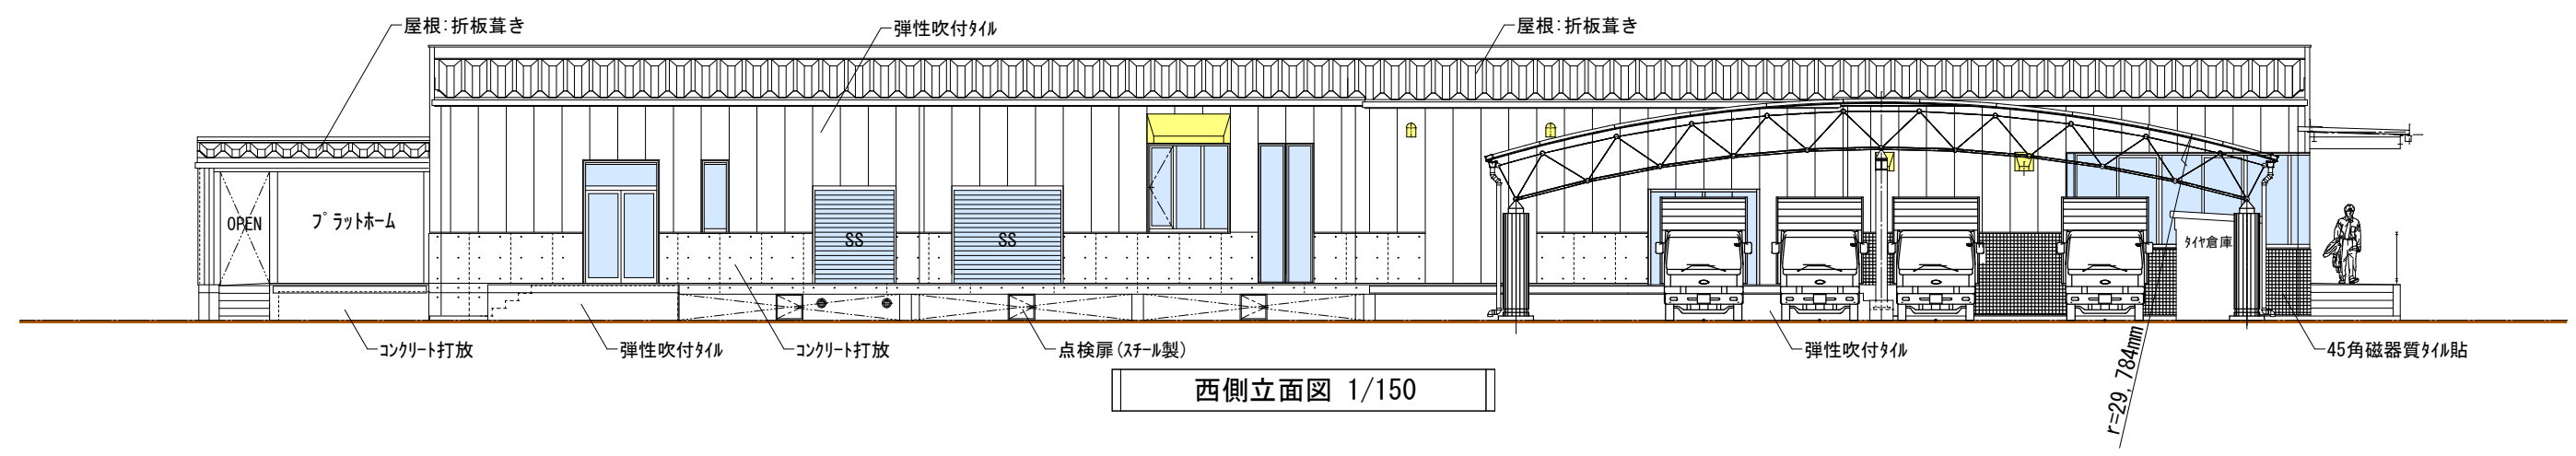 屋根:折板葺き
弾性吹付タイル
屋根:折板葺き
OPEN
プラットホーム
SS
SS
タイヤ倉庫
コンクリート打放
弾性吹付タイル
コンクリート打放
点検扉(スチール製)
弾性吹付タイル
45角磁器質タイル貼
r=29,784mm
西側立面図 1/150